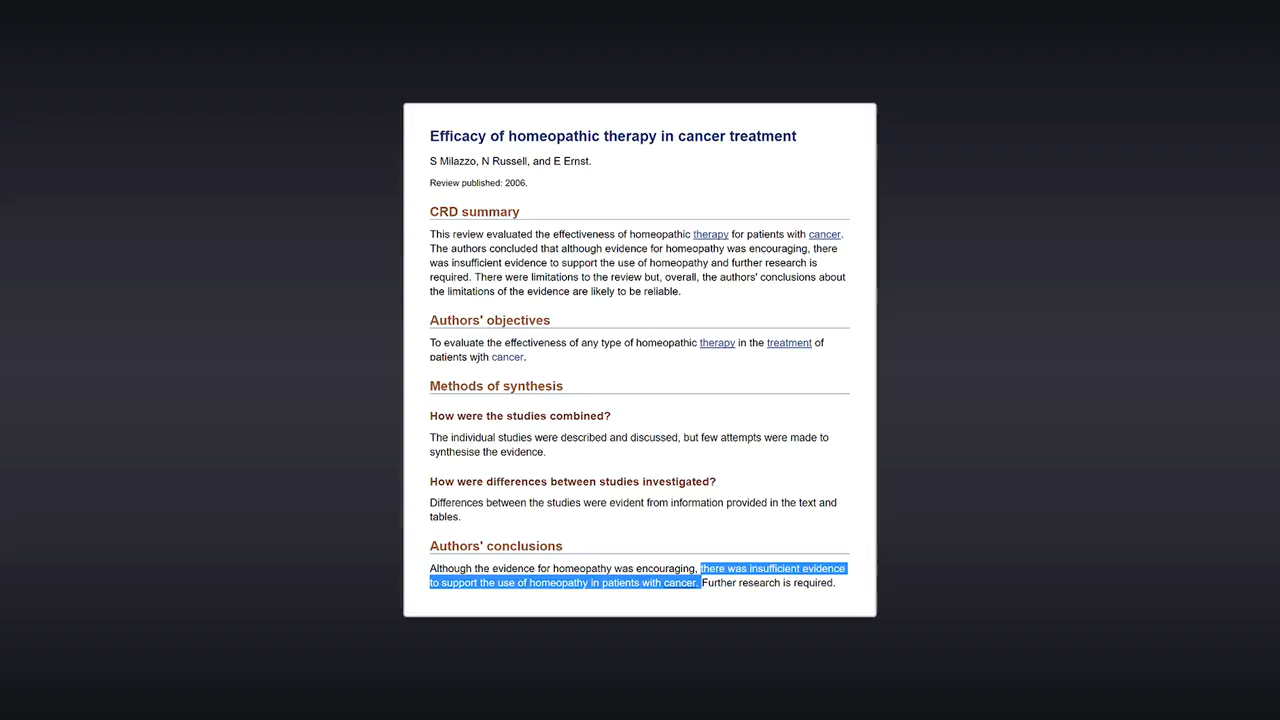 Efficacy of homeopathic therapy in cancer treatment
S Milazzo, N Russell, and E Ernst.
Review published: 2006.
CRD summary
This review evaluated the effectiveness of homeopathic therapy for patients with cancer.
The authors concluded that although evidence for homeopathy was encouraging, there
was insufficient evidence to support the use of homeopathy and further research is
required. There were limitations to the review but, overall, the authors' conclusions about
the limitations of the evidence are likely to be reliable.
Authors' objectives
To evaluate the effectiveness of any type of homeopathic therapy in the treatment of
patients with cancer.
Methods of synthesis
How were the studies combined?
The individual studies were described and discussed, but few attempts were made to
synthesise the evidence.
How were differences between studies investigated?
Differences between the studies were evident from information provided in the text and
tables.
Authors' conclusions
Although the evidence for homeopathy was encouraging, there was insufficient evidence
to support the use of homeopathy in patients with cancer. Further research is required.